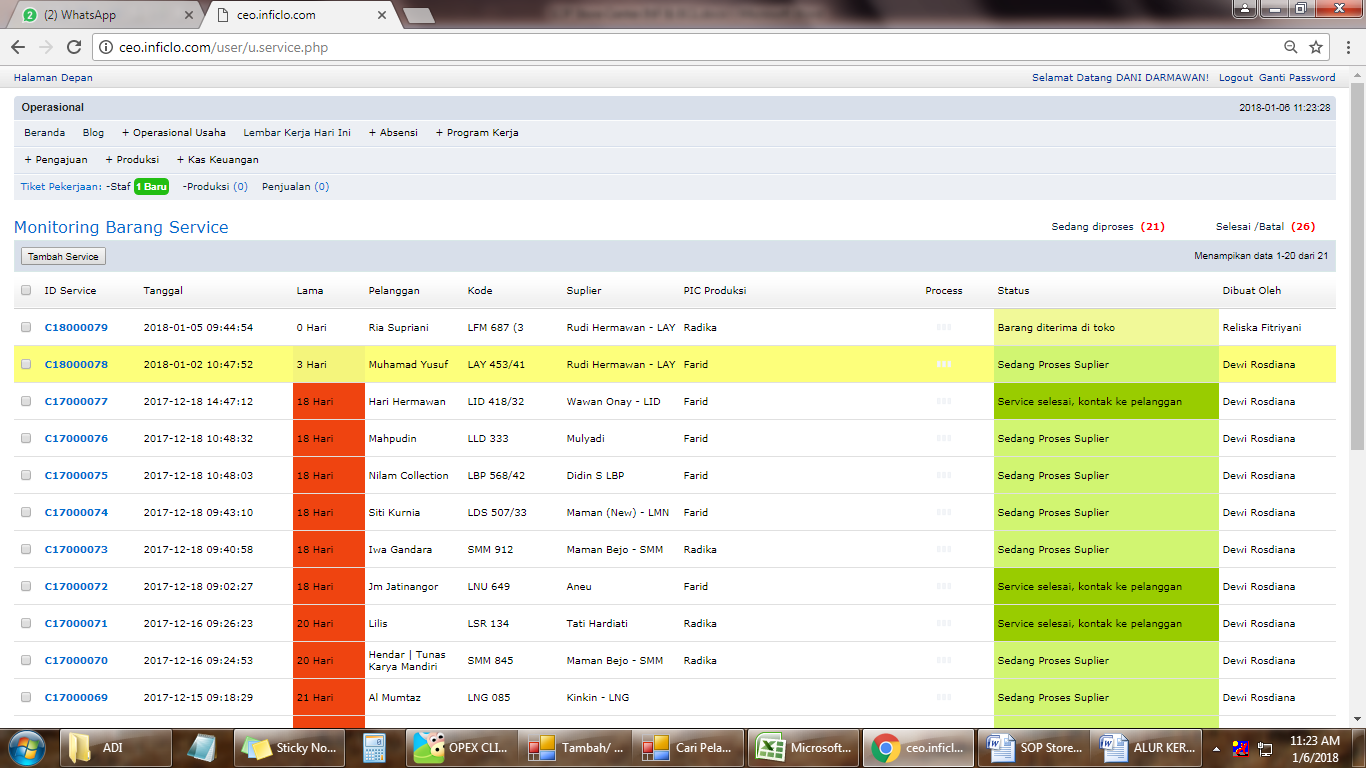 (2) WhatsApp
ceo.inficlo.com
ceo.inficlo.com/user/u.service.php
Halaman Depan Selamat Datang DANI DARMAWAN! Logout Ganti Password
Operasional 2018-01-06 11:23:28
Beranda Blog + Operasional Usaha Lembar Kerja Hari Ini + Absensi + Program Kerja
+ Pengajuan + Produksi + Kas Keuangan
Tiket Pekerjaan: -Staf 1 Baru -Produksi (0) Penjualan (0)
Monitoring Barang Service Sedang diproses (21) Selesai /Batal (26)
Tambah Service Menampikan data 1-20 dari 21
ID Service Tanggal Lama Pelanggan Kode Suplier PIC Produksi Process Status Dibuat Oleh
C18000079 2018-01-05 09:44:54 0 Hari Ria Supriani LFM 687 (3 Rudi Hermawan - LAY Radika Barang diterima di toko Reliska Fitriyani
C18000078 2018-01-02 10:47:52 3 Hari Muhamad Yusuf LAY 453/41 Rudi Hermawan - LAY Farid Sedang Proses Suplier Dewi Rosdiana
C17000077 2017-12-18 14:47:12 18 Hari Hari Hermawan LID 418/32 Wawan Onay - LID Farid Service selesai, kontak ke pelanggan Dewi Rosdiana
C17000076 2017-12-18 10:48:32 18 Hari Mahpudin LLD 333 Mulyadi Farid Sedang Proses Suplier Dewi Rosdiana
C17000075 2017-12-18 10:48:03 18 Hari Nilam Collection LBP 568/42 Didin S LBP Farid Sedang Proses Suplier Dewi Rosdiana
C17000074 2017-12-18 09:43:10 18 Hari Siti Kurnia LDS 507/33 Maman (New) - LMN Farid Sedang Proses Suplier Dewi Rosdiana
C17000073 2017-12-18 09:40:58 18 Hari Iwa Gandara SMM 912 Maman Bejo - SMM Radika Sedang Proses Suplier Dewi Rosdiana
C17000072 2017-12-18 09:02:27 18 Hari Jm Jatinangor LNU 649 Aneu Farid Service selesai, kontak ke pelanggan Dewi Rosdiana
C17000071 2017-12-16 09:26:23 20 Hari Lilis LSR 134 Tati Hardiati Radika Service selesai, kontak ke pelanggan Dewi Rosdiana
C17000070 2017-12-16 09:24:53 20 Hari Hendar | Tunas Karya Mandiri SMM 845 Maman Bejo - SMM Radika Sedang Proses Suplier Dewi Rosdiana
C17000069 2017-12-15 09:18:29 21 Hari Al Mumtaz LNG 085 Kinkin - LNG Sedang Proses Suplier Dewi Rosdiana
ADI Sticky No... OPEX CLI... Tambah/ ... Cari Pela... Microsoft... ceo.inficl... SOP Store... ALUR KER... 11:23 AM
1/6/2018